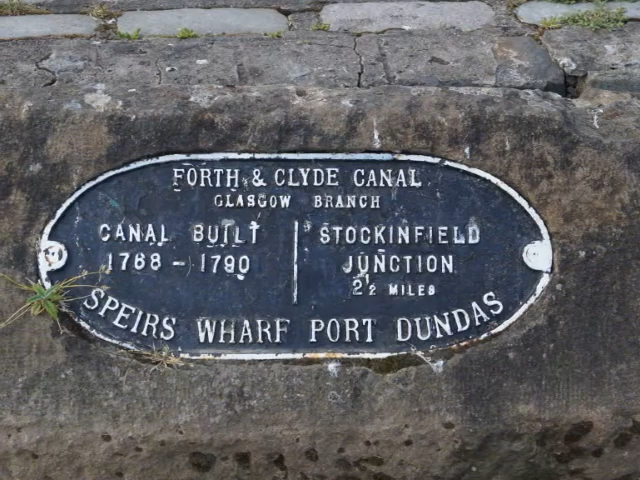 FORTH & CLYDE CANAL
GLASGOW BRANCH
CANAL BUILT
1768 - 1790
STOCKINFIELD
JUNCTION
2½ MILES
SPEIRS WHARF PORT DUNDAS